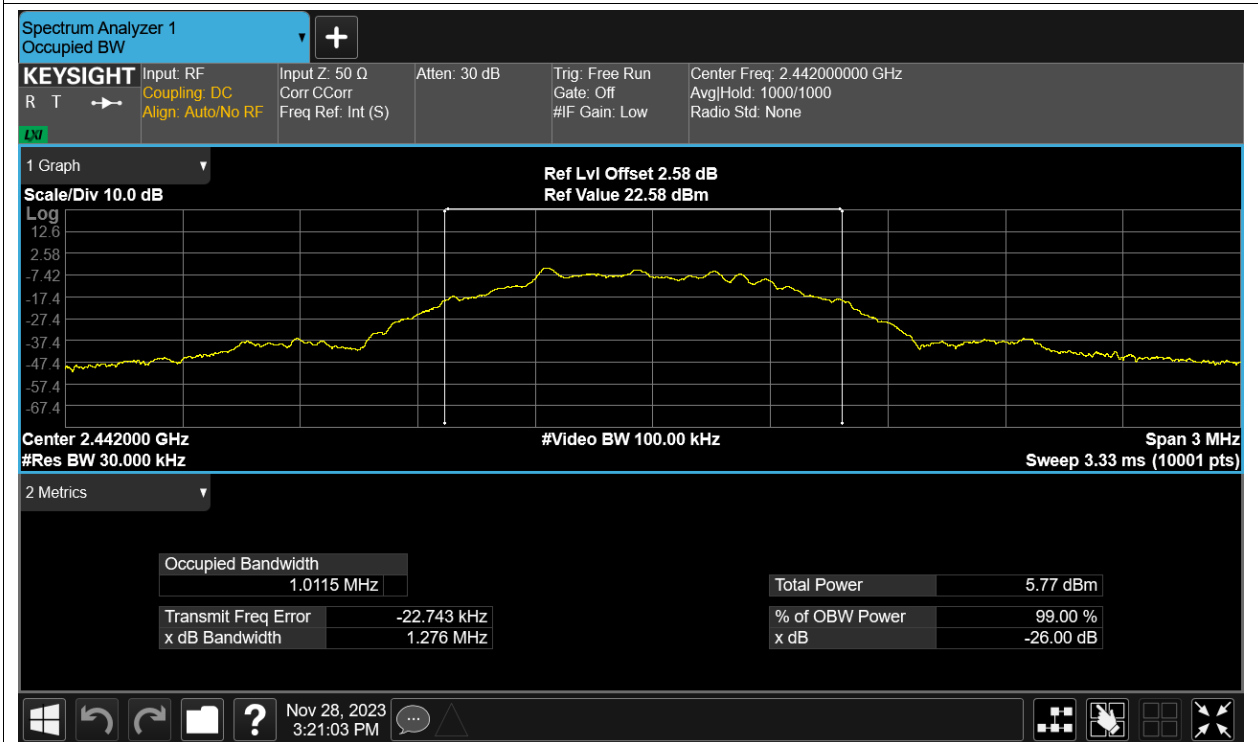 Spectrum Analyzer 1
Occupied BW
KEYSIGHT Input: RF Input Z: 50 Ω Atten: 30 dB Trig: Free Run Center Freq: 2.442000000 GHz
R T Coupling: DC Corr CCorr Gate: Off Avg|Hold: 1000/1000
Align: Auto/No RF Freq Ref: Int (S) #IF Gain: Low Radio Std: None
LXI
1 Graph Ref Lvl Offset 2.58 dB
Scale/Div 10.0 dB Ref Value 22.58 dBm
Log
12.6
2.58
-7.42
-17.4
-27.4
-37.4
-47.4
-57.4
-67.4
Center 2.442000 GHz #Video BW 100.00 kHz Span 3 MHz
#Res BW 30.000 kHz Sweep 3.33 ms (10001 pts)
2 Metrics
Occupied Bandwidth
1.0115 MHz Total Power 5.77 dBm
Transmit Freq Error -22.743 kHz % of OBW Power 99.00 %
x dB Bandwidth 1.276 MHz x dB -26.00 dB
? Nov 28, 2023
3:21:03 PM